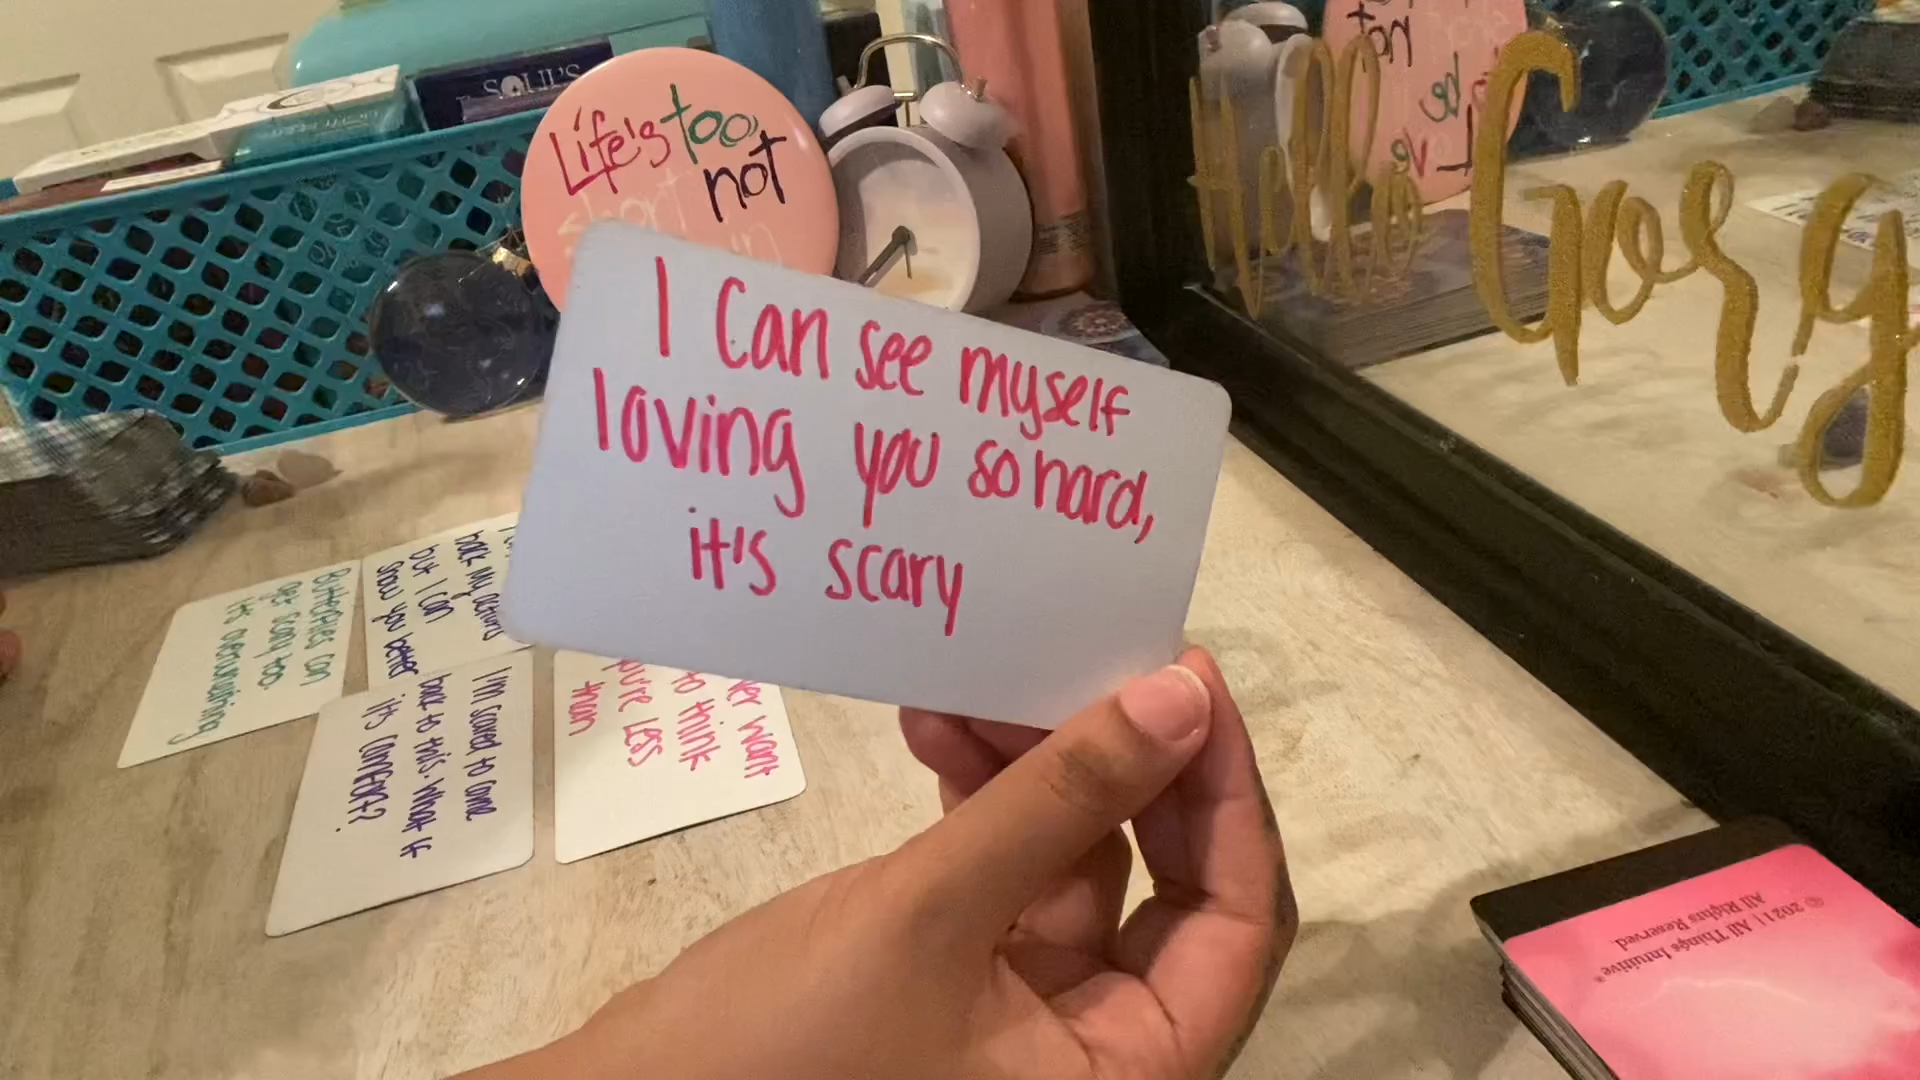 SOUL'S
Life's too
not
I can see myself
loving you so hard,
it's scary
back my actions
but I can
show you better
Butterflies can
get scary too.
It's overwhelming
I'm scared to come
back to this. What if
it's comfort??
want
to think
you're less
than
Hello Gorg
© 2021 | All Things Intuitive®
All Rights Reserved.